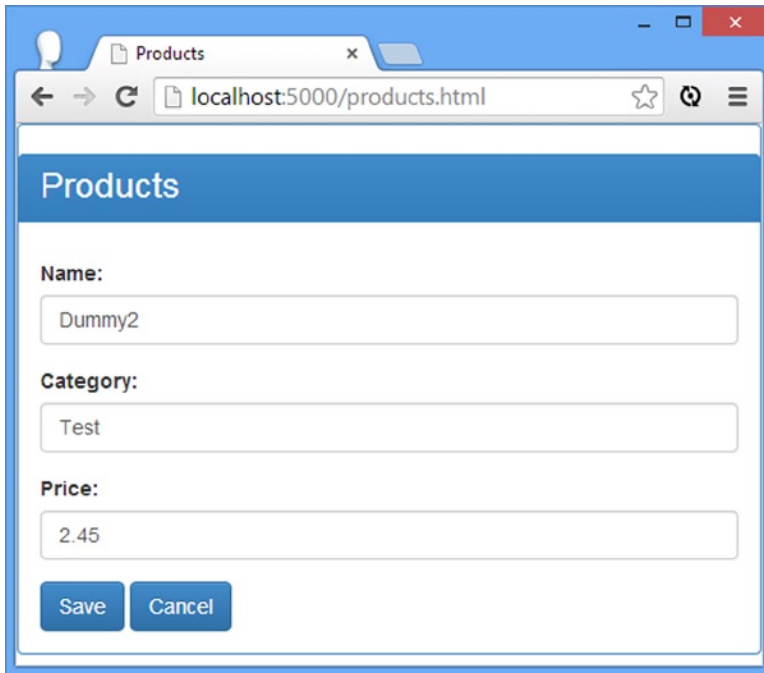 Products
localhost:5000/products.html
Products
Name:
Dummy2
Category:
Test
Price:
2.45
Save Cancel